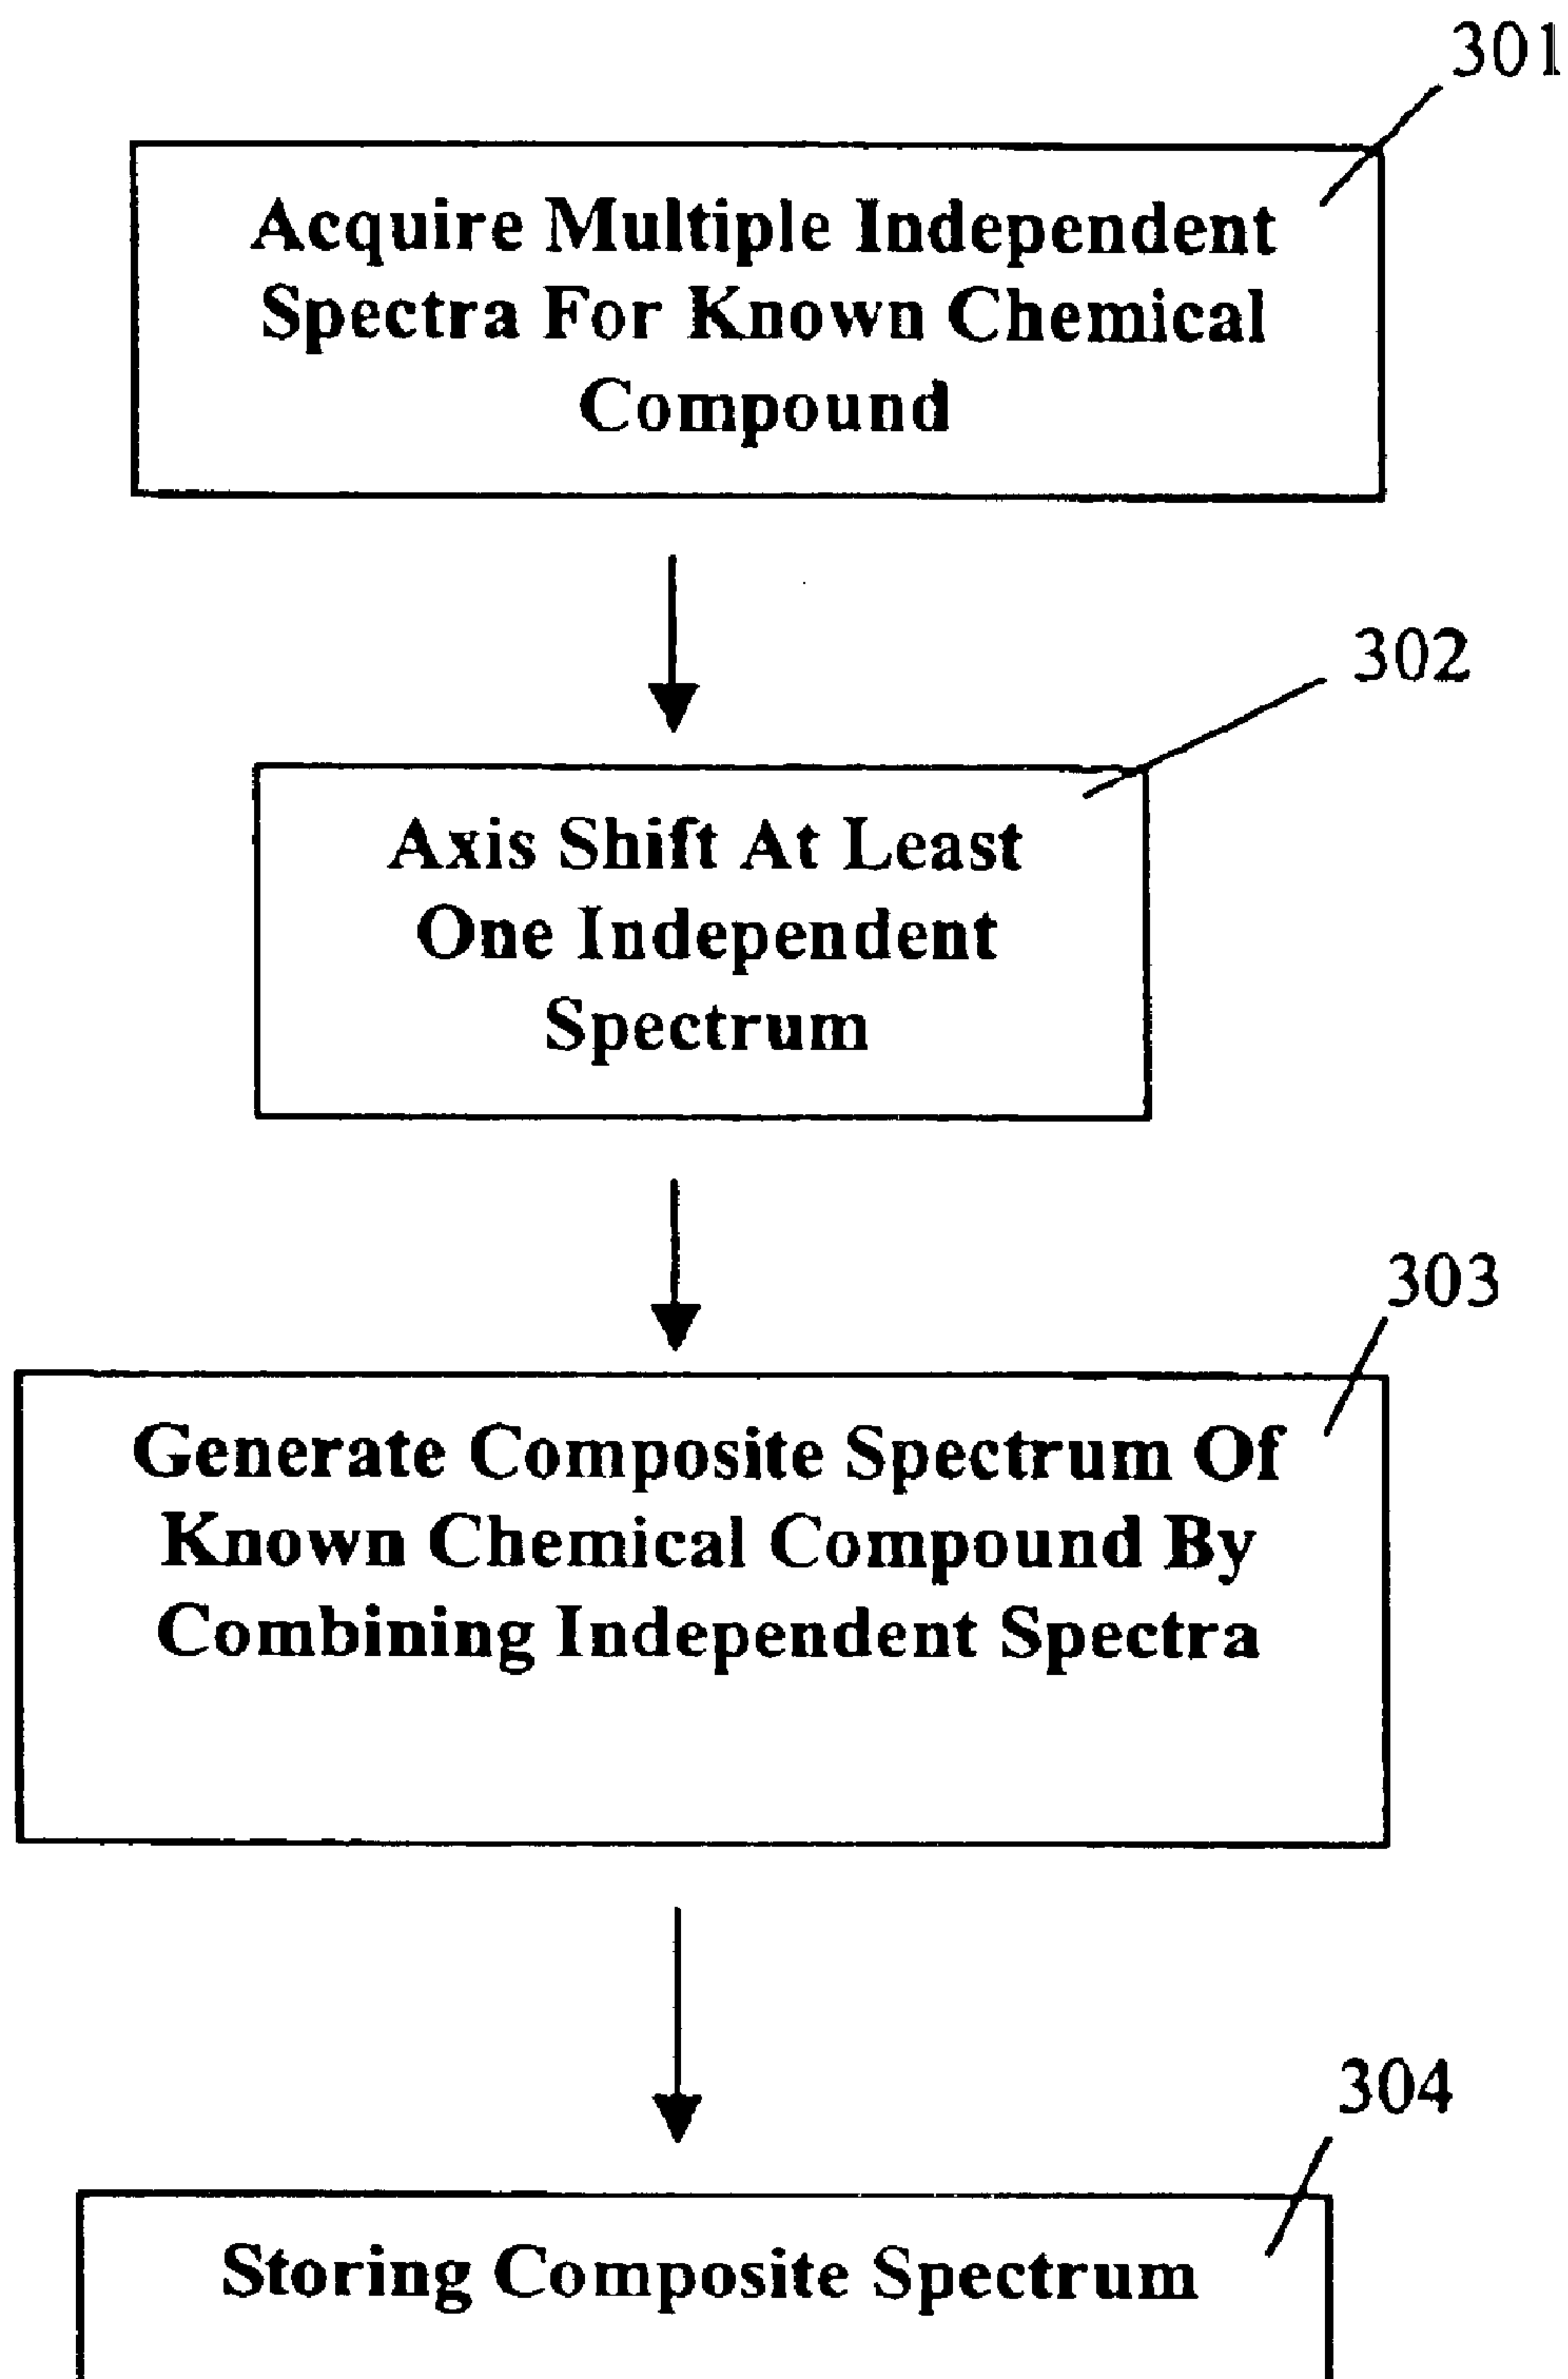 301
Acquire Multiple Independent
Spectra For Known Chemical
Compound
302
Axis Shift At Least
One Independent
Spectrum
303
Generate Composite Spectrum Of
Known Chemical Compound By
Combining Independent Spectra
304
Storing Composite Spectrum